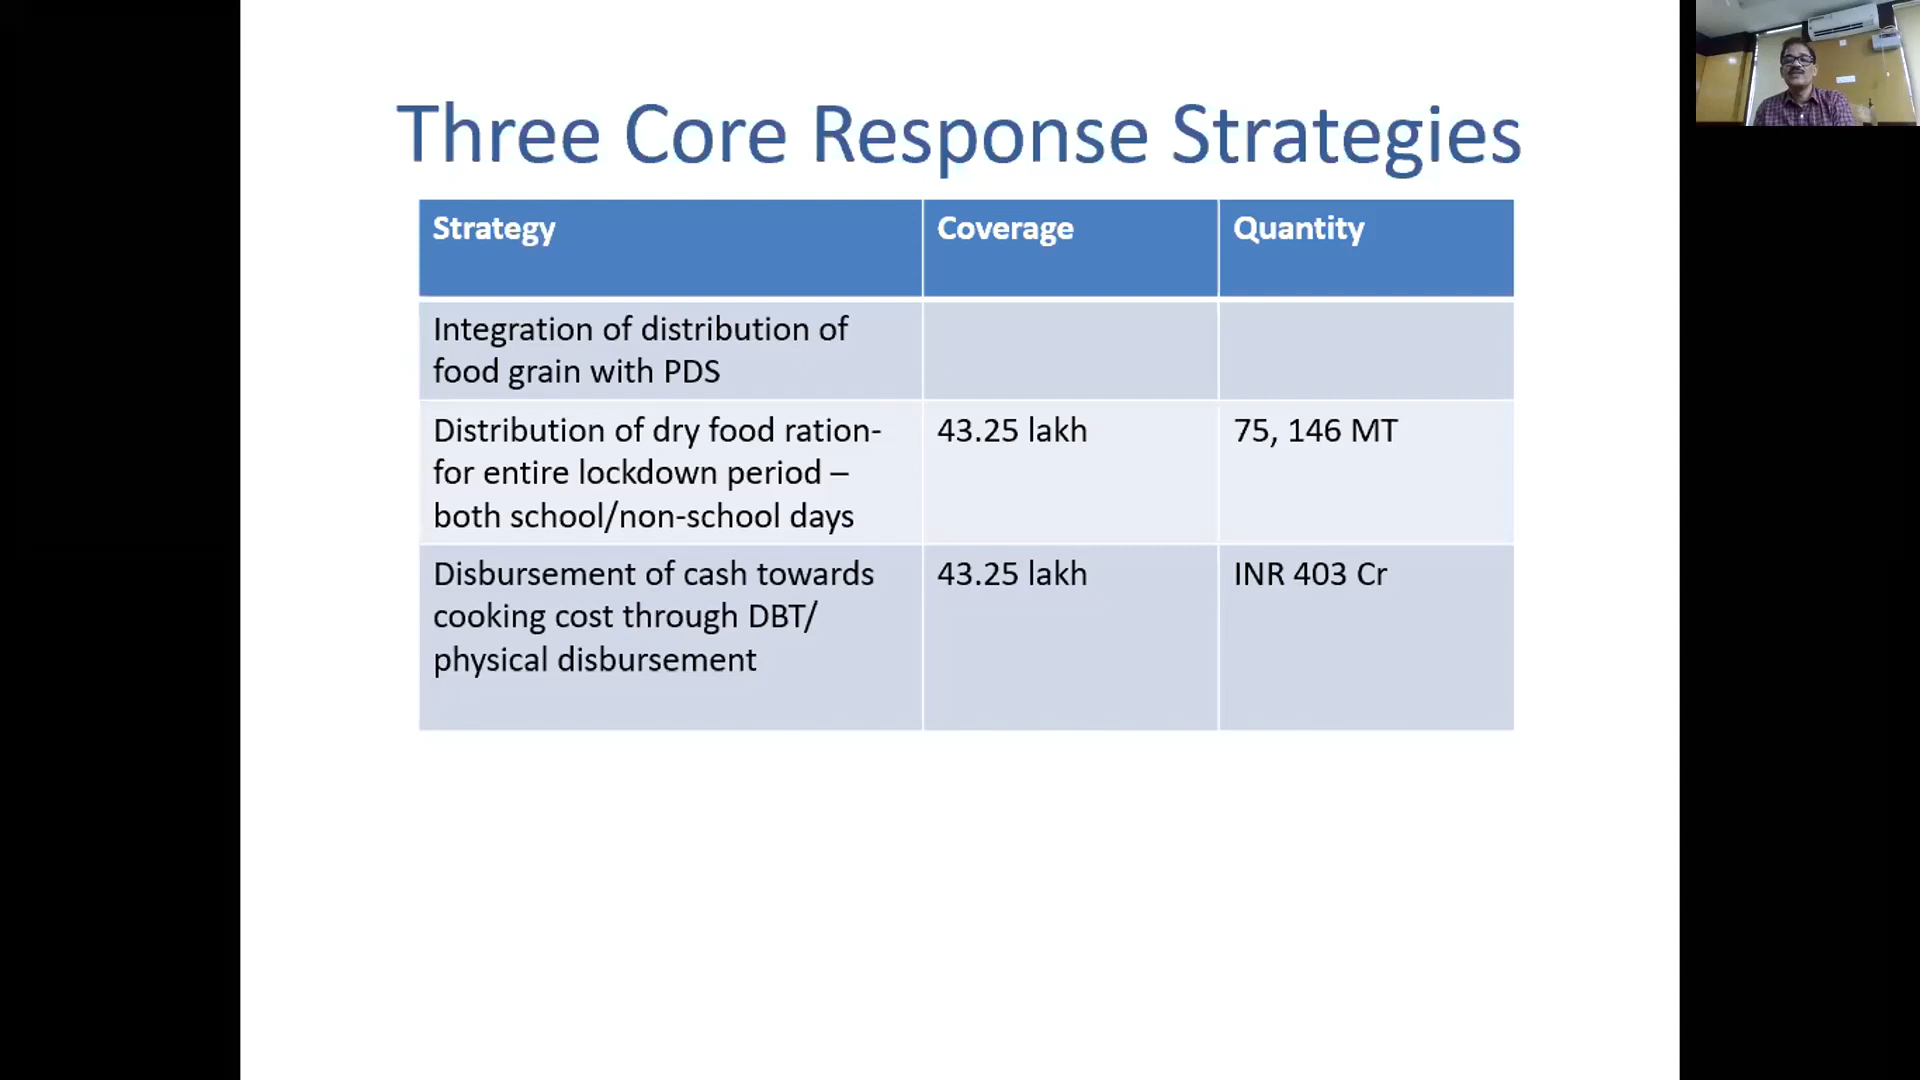 Three Core Response Strategies
Strategy
Coverage
Quantity
Integration of distribution of
food grain with PDS
Distribution of dry food ration-
for entire lockdown period –
both school/non-school days
43.25 lakh
75, 146 MT
Disbursement of cash towards
cooking cost through DBT/
physical disbursement
43.25 lakh
INR 403 Cr